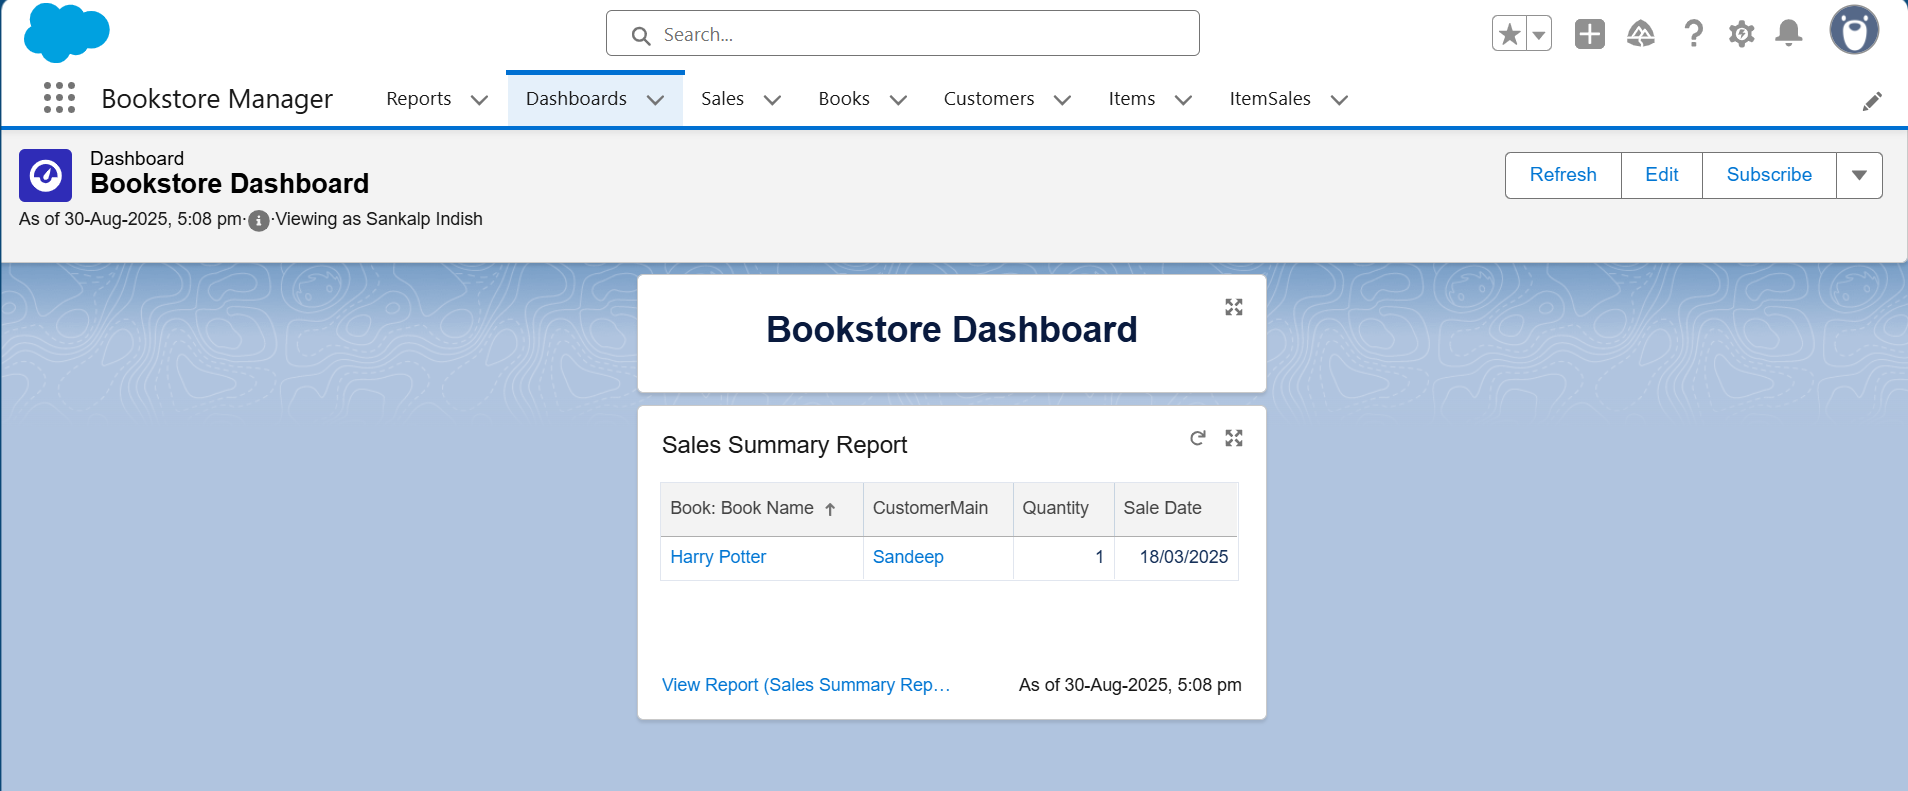 Search...
Bookstore Manager
Reports
Dashboards
Sales
Books
Customers
Items
ItemSales
Dashboard
Bookstore Dashboard
As of 30-Aug-2025, 5:08 pm·Viewing as Sankalp Indish
Refresh
Edit
Subscribe
Bookstore Dashboard
Sales Summary Report
Book: Book Name CustomerMain Quantity Sale Date
Harry Potter Sandeep 1 18/03/2025
View Report (Sales Summary Rep... As of 30-Aug-2025, 5:08 pm